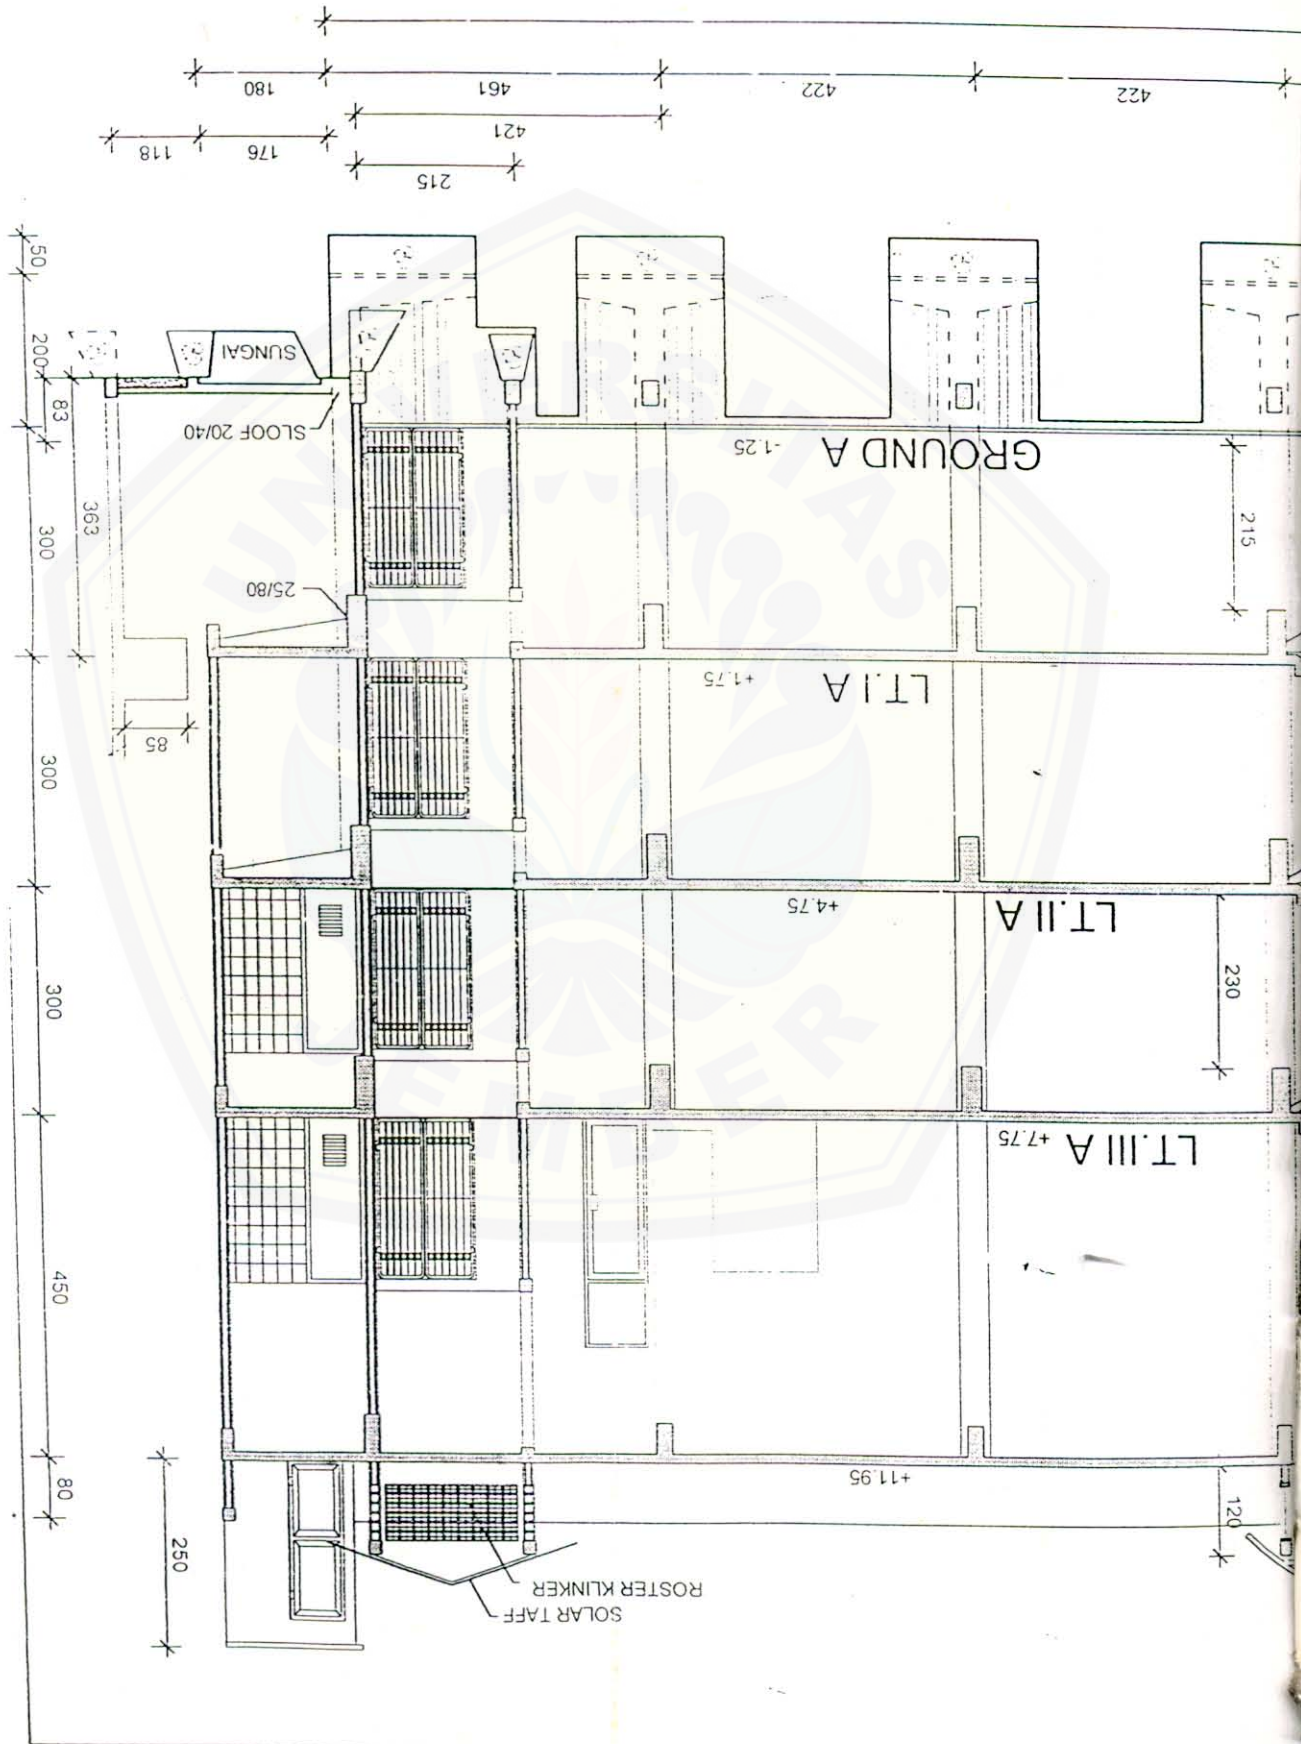 SOLAR TAFF
ROSTER KLINKER
250
120
80
+11.95
450
LT.III A
+7.75
300
230
LT.II A
+4.75
300
85
LT.I A
+1.75
25/80
300
363
215
GROUND A
-1.25
SLOOF 20/40
83
SUNGAI
200
50
215
176
118
421
422
422
461
180
UNIVERSITAS
JEMBER